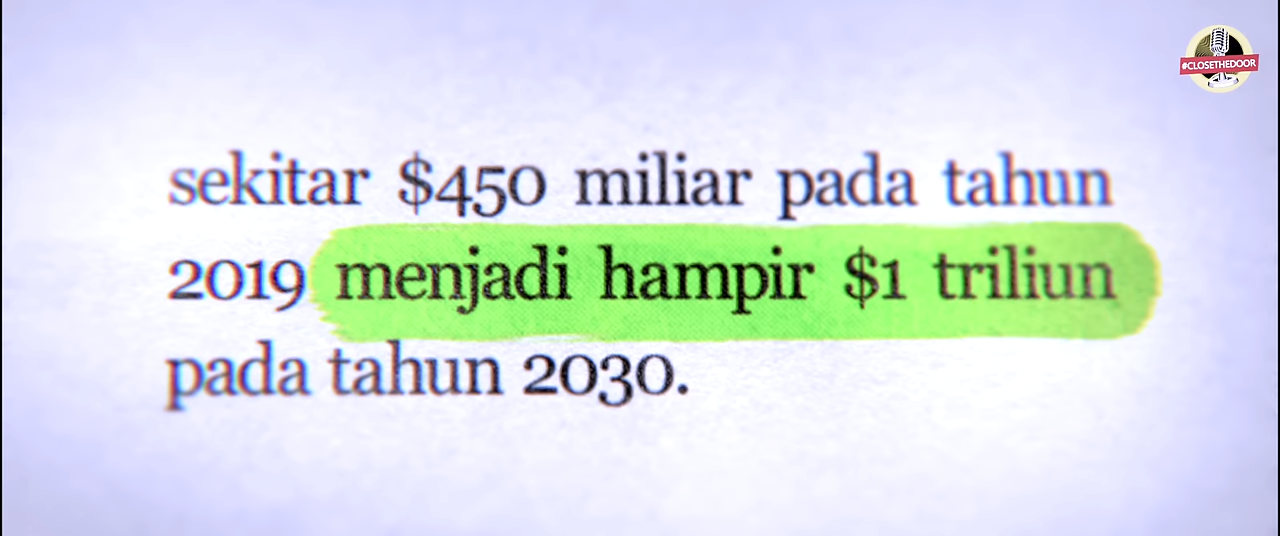 #CLOSETHEDOOR
sekitar $450 miliar pada tahun
2019 menjadi hampir $1 triliun
pada tahun 2030.